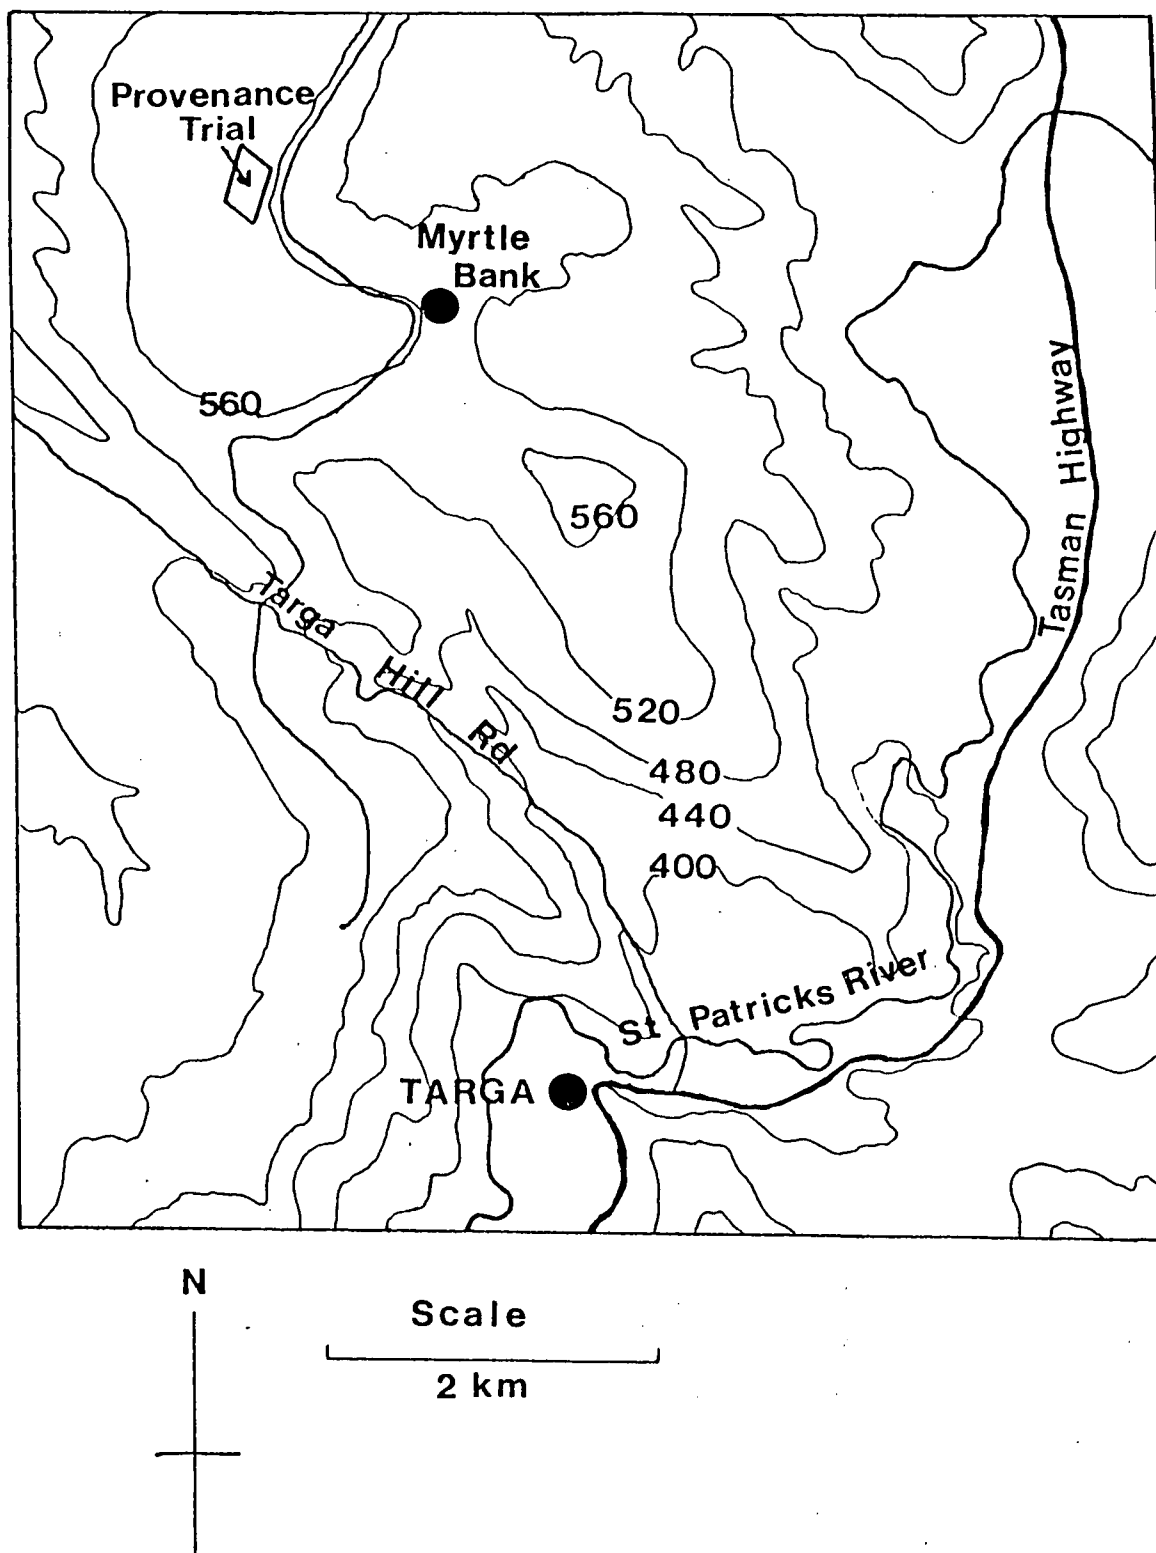 Provenance
Trial
Myrtle
Bank
560
Tasman Highway
560
Targa Hill Rd
520
480
440
400
St Patricks River
TARGA
N
Scale
2 km